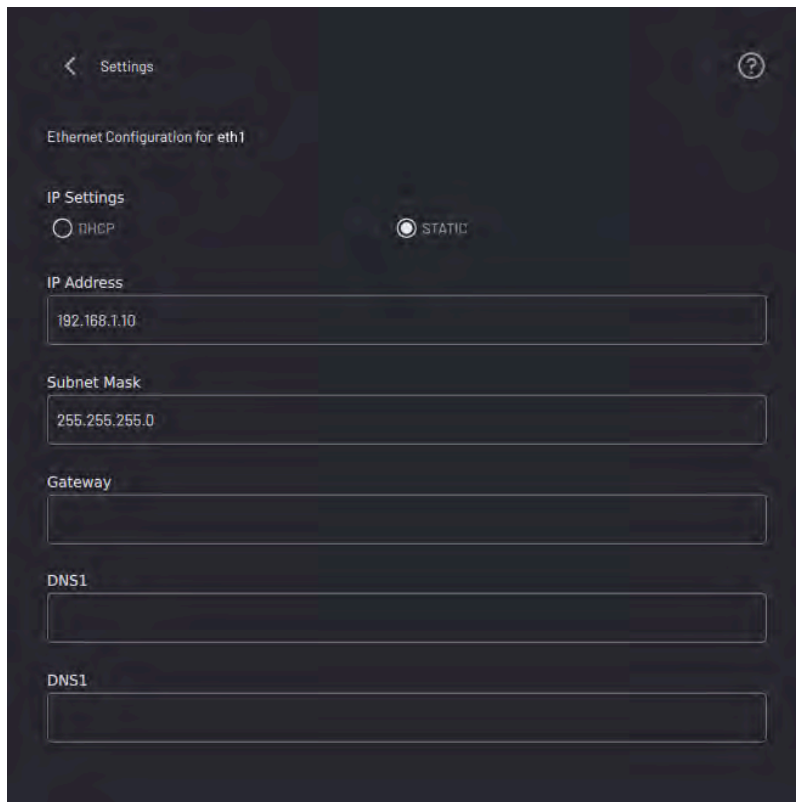 Settings
Ethernet Configuration for eth1
IP Settings
DHCP STATIC
IP Address
192.168.1.10
Subnet Mask
255.255.255.0
Gateway
DNS1
DNS1